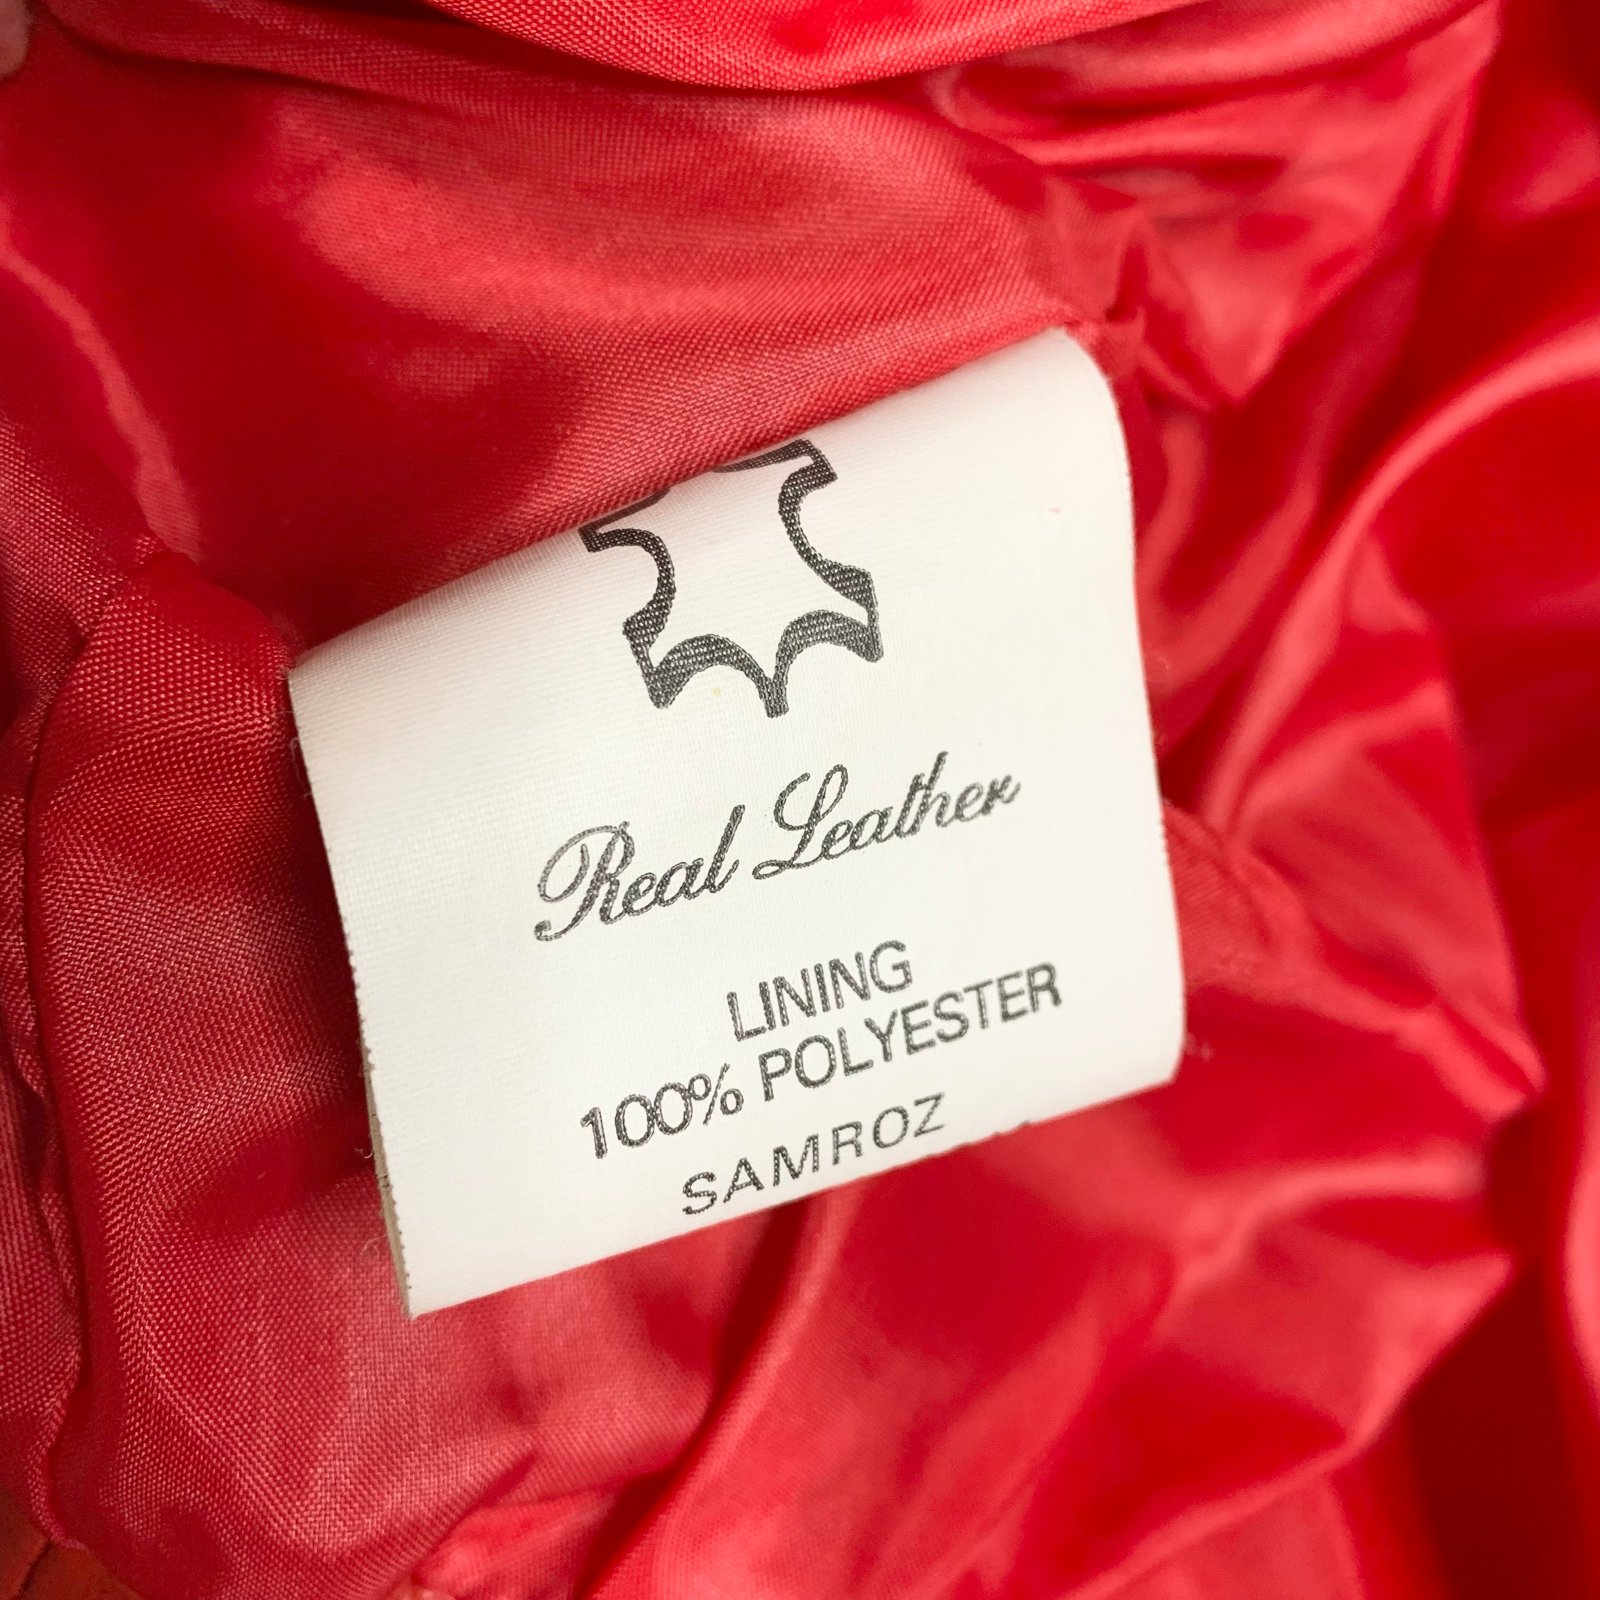 Real Leather
LINING
100% POLYESTER
SAMROZ